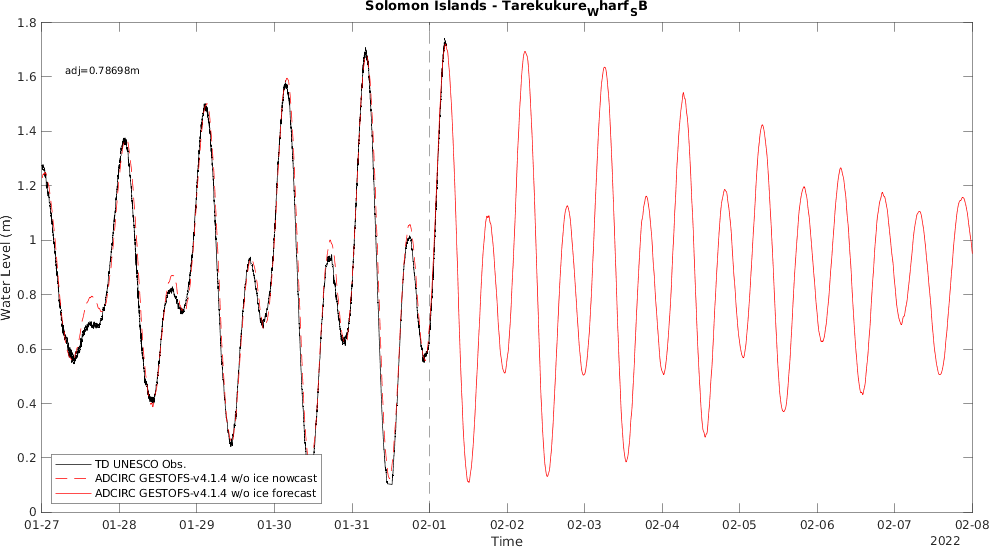 Solomon Islands - TarekukureWharfSB
1.8
1.6
1.4
1.2
1
0.8
0.6
0.4
0.2
0
Water Level (m)
adj=0.78698m
TD UNESCO Obs.
ADCIRC GESTOFS-v4.1.4 w/o ice nowcast
ADCIRC GESTOFS-v4.1.4 w/o ice forecast
01-27 01-28 01-29 01-30 01-31 02-01 02-02 02-03 02-04 02-05 02-06 02-07 02-08
Time
2022